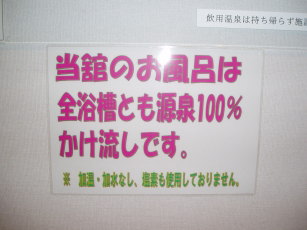 飲用温泉は持ち帰らず施
当舘のお風呂は
全浴槽とも源泉100%
かけ流しです。
※ 加温・加水なし、塩素も使用しておりません。